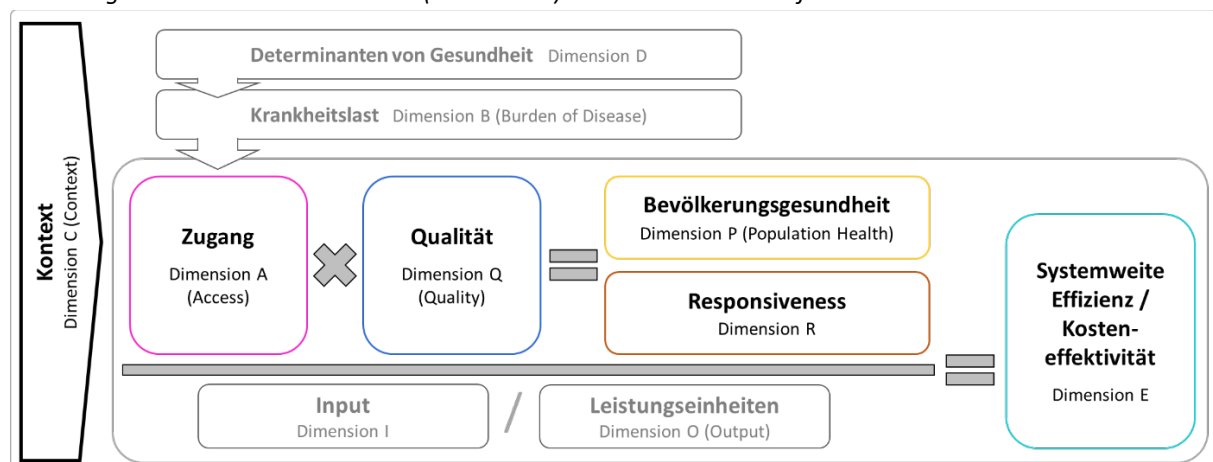 Determinanten von Gesundheit Dimension D
Krankheitslast Dimension B (Burden of Disease)
Kontext
Dimension C (Context)
Zugang
Dimension A
(Access)
Qualität
Dimension Q
(Quality)
Bevölkerungsgesundheit
Dimension P (Population Health)
Responsiveness
Dimension R
Systemweite
Effizienz /
Kosten-
effektivität
Dimension E
Input
Dimension I
/
Leistungseinheiten
Dimension O (Output)